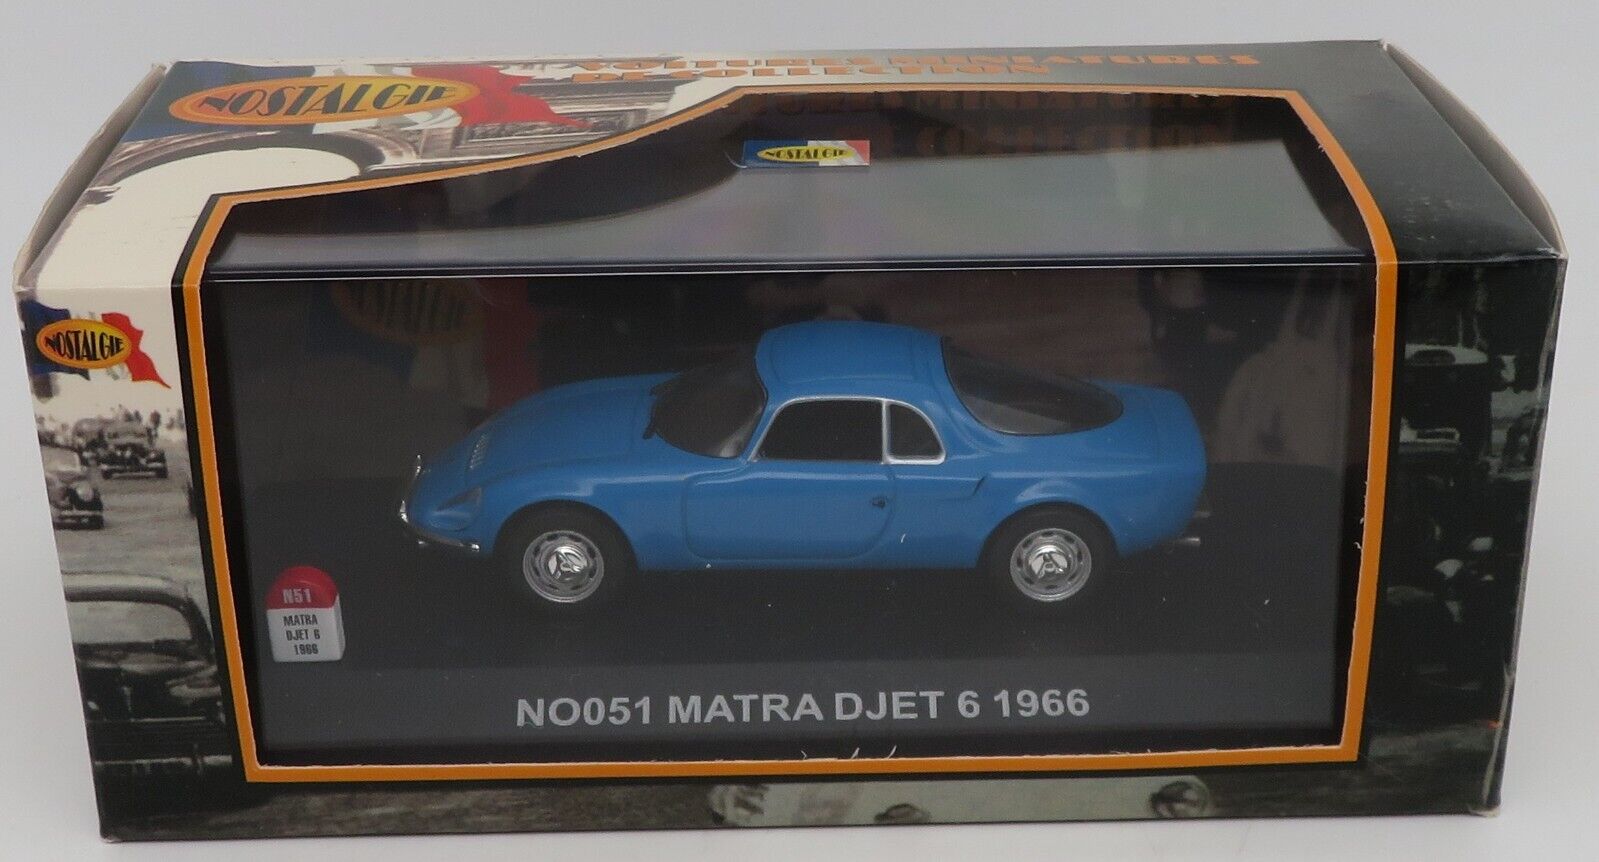 VOITURES MINIATURES
DE COLLECTION
NOSTALGIE
NOSTALGIE
NOSTALGIE
N51
MATRA
DJET 6
1966
NO051 MATRA DJET 6 1966